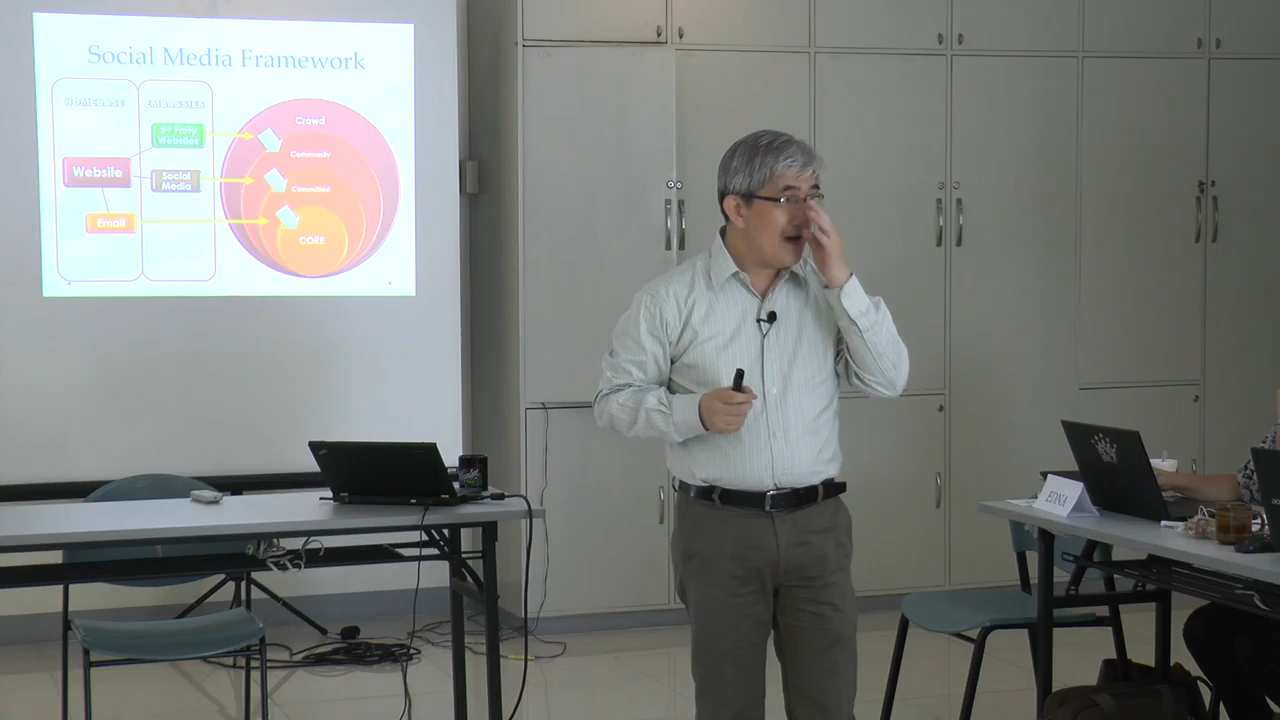 Social Media Framework
HOMEBASE
EMBASSIES
3rd Party
Websites
Website
Social
Media
Email
Crowd
Community
Committed
CORE
EDNA